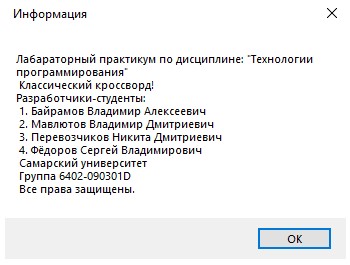 Информация
Лабараторный практикум по дисциплине: "Технологии
программирования"
Классический кроссворд!
Разработчики-студенты:
1. Байрамов Владимир Алексеевич
2. Мавлютов Владимир Дмитриевич
3. Перевозчиков Никита Дмитриевич
4. Фёдоров Сергей Владимирович
Самарский университет
Группа 6402-090301D
Все права защищены.
ОК